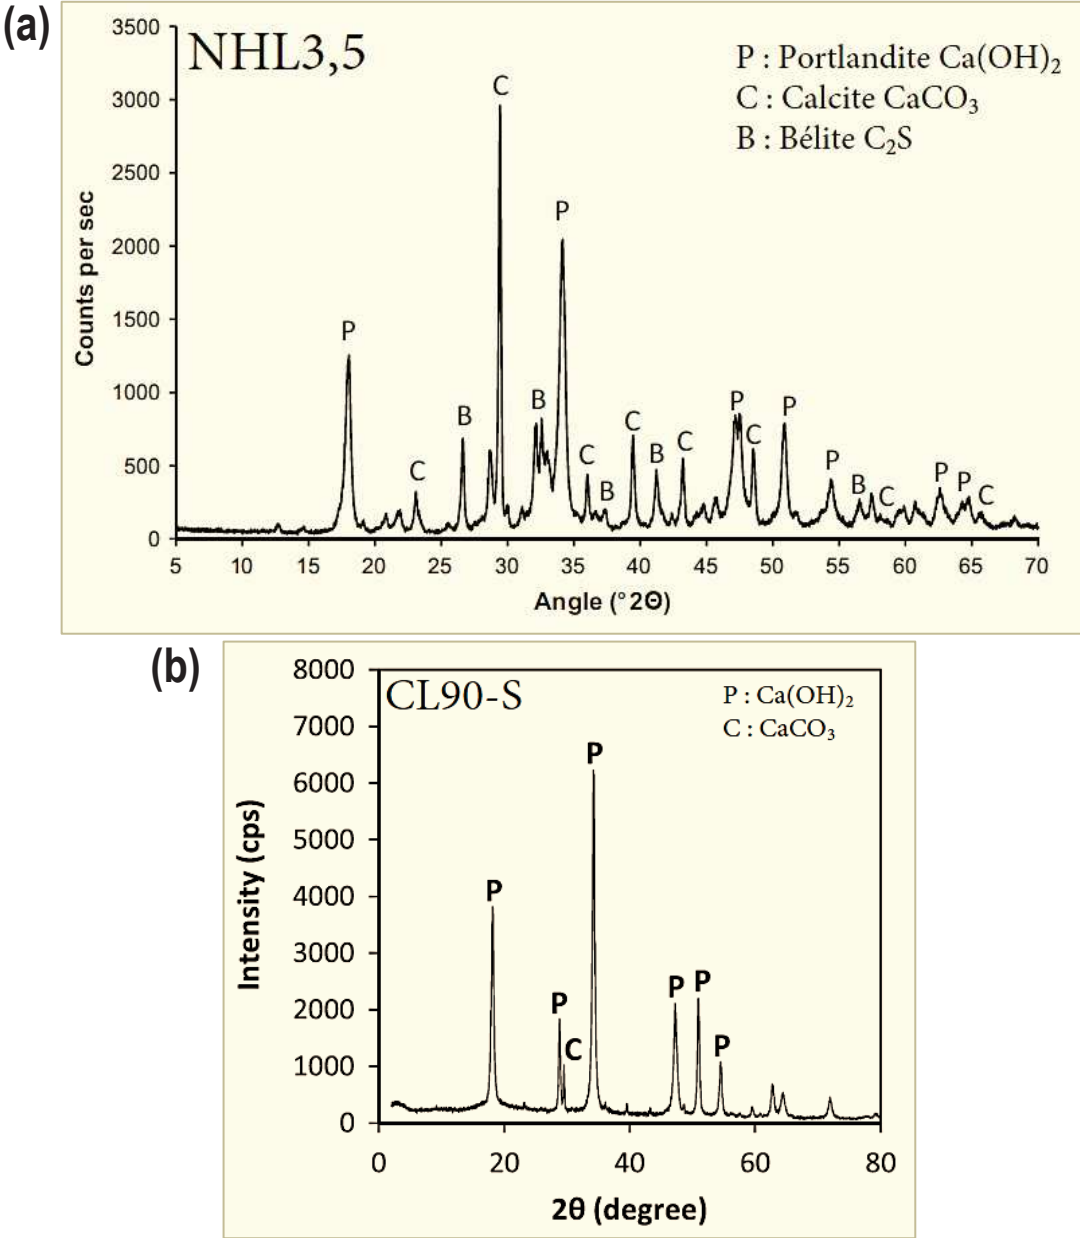 (a)
NHL3,5
P : Portlandite Ca(OH)₂
C : Calcite CaCO₃
B : Bélite C₂S
Counts per sec
3500
3000
2500
2000
1500
1000
500
0
P
C
B
C
B
P
C
B
C
B
C
P
C
P
P
B
C
P
P
C
5 10 15 20 25 30 35 40 45 50 55 60 65 70
Angle (°2Θ)
(b)
CL90-S
P : Ca(OH)₂
C : CaCO₃
Intensity (cps)
8000
7000
6000
5000
4000
3000
2000
1000
0
P
P
C
P
P
P
P
0 20 40 60 80
2θ (degree)